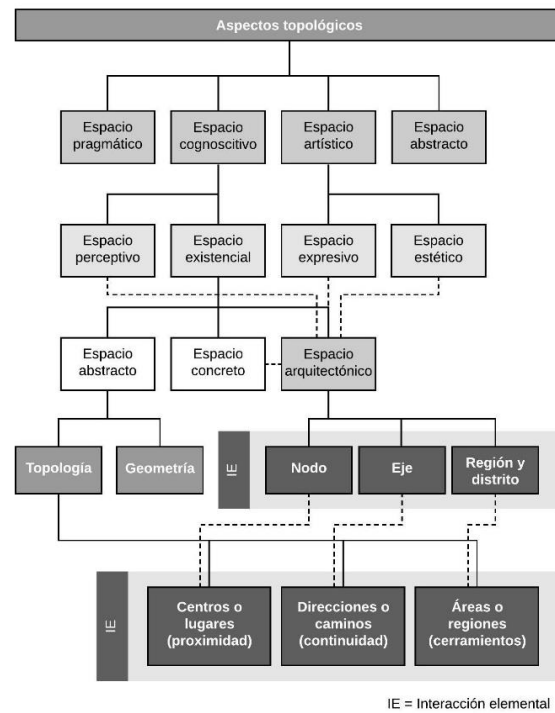 Aspectos topológicos
Espacio
pragmático
Espacio
cognoscitivo
Espacio
artístico
Espacio
abstracto
Espacio
perceptivo
Espacio
existencial
Espacio
expresivo
Espacio
estético
Espacio
abstracto
Espacio
concreto
Espacio
arquitectónico
Topología
Geometría
IE
Nodo
Eje
Región y
distrito
IE
Centros o
lugares
(proximidad)
Direcciones o
caminos
(continuidad)
Áreas o
regiones
(cerramientos)
IE = Interacción elemental